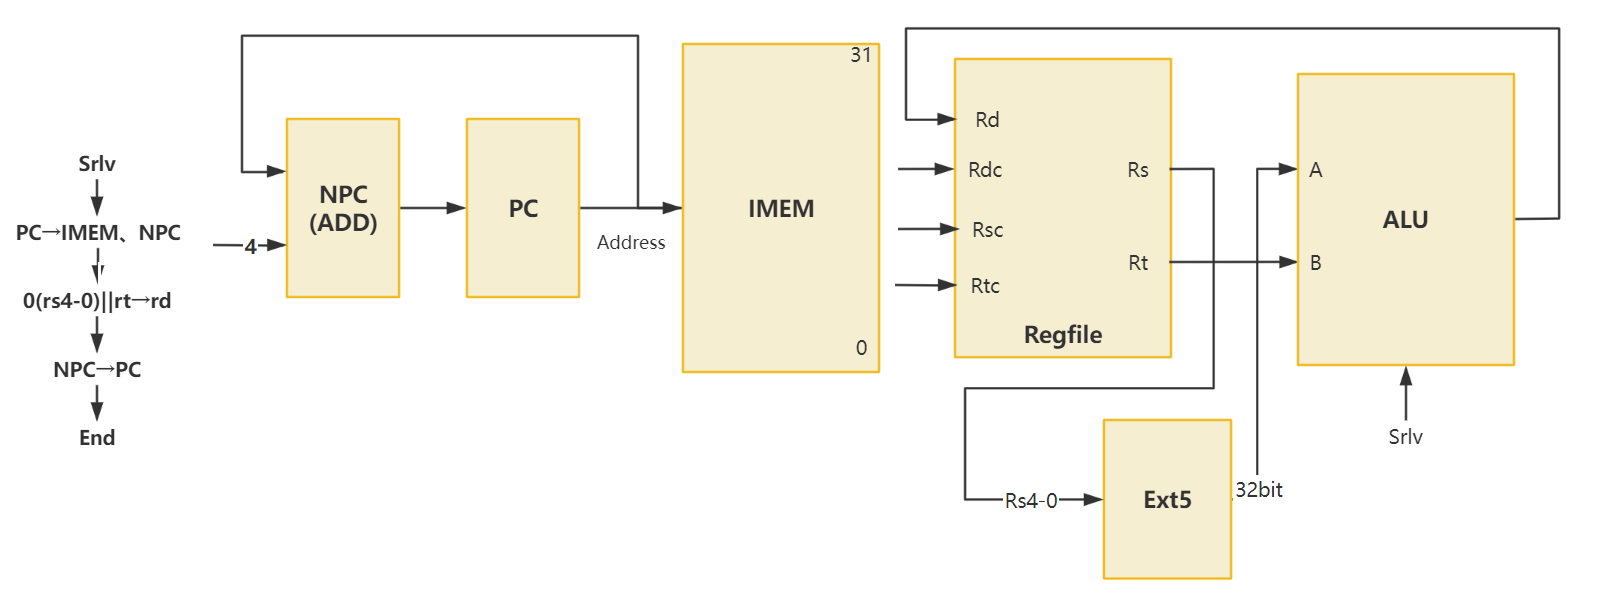 Srlv
PC→IMEM、NPC
0(rs4-0)||rt→rd
NPC→PC
End
4
NPC
(ADD)
PC
Address
31
IMEM
0
Rd
Rdc
Rsc
Rtc
Rs
Rt
Regfile
A
B
ALU
Srlv
Rs4-0
Ext5
32bit